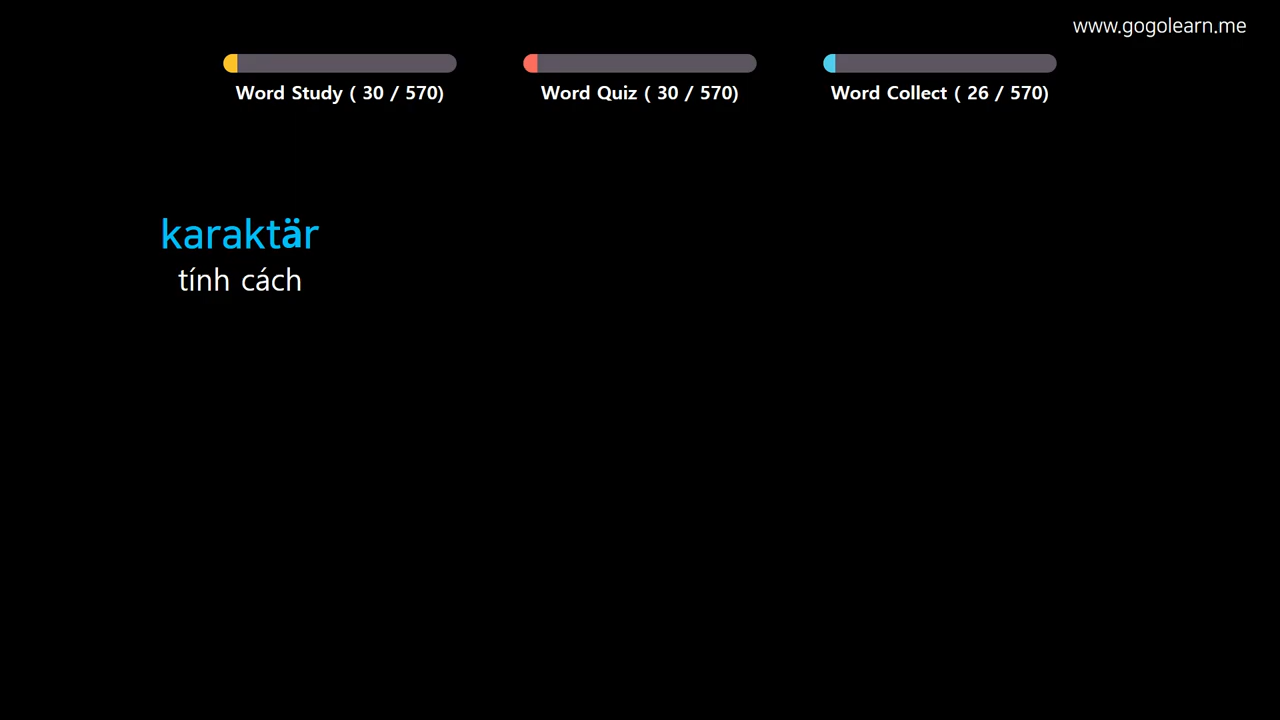 www.gogolearn.me
Word Study ( 30 / 570)
Word Quiz ( 30 / 570)
Word Collect ( 26 / 570)
karaktär
tính cách